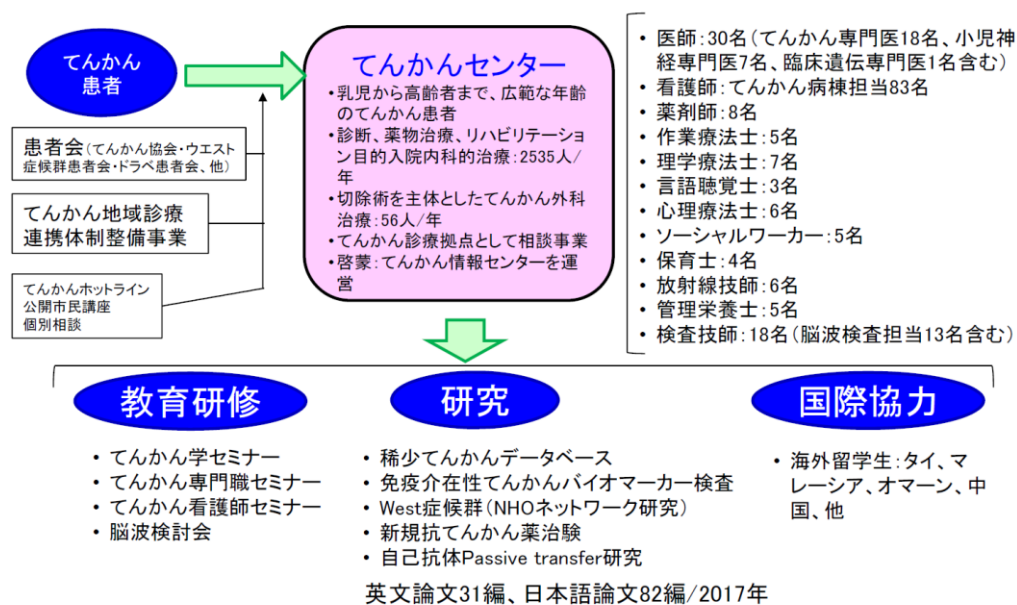 てんかん
患者
患者会（てんかん協会・ウエスト
症候群患者会・ドラベ患者会、他）
てんかん地域診療
連携体制整備事業
てんかんホットライン
公開市民講座
個別相談
てんかんセンター
・乳児から高齢者まで、広範な年齢
のてんかん患者
・診断、薬物治療、リハビリテーショ
ン目的入院内科的治療：2535人/
年
・切除術を主体としたてんかん外科
治療：56人/年
・てんかん診療拠点として相談事業
・啓蒙：てんかん情報センターを運
営
• 医師：30名（てんかん専門医18名、小児神
経専門医7名、臨床遺伝専門医1名含む）
• 看護師：てんかん病棟担当83名
• 薬剤師：8名
• 作業療法士：5名
• 理学療法士：7名
• 言語聴覚士：3名
• 心理療法士：6名
• ソーシャルワーカー：5名
• 保育士：4名
• 放射線技師：6名
• 管理栄養士：5名
• 検査技師：18名（脳波検査担当13名含む）
教育研修
• てんかん学セミナー
• てんかん専門職セミナー
• てんかん看護師セミナー
• 脳波検討会
研究
• 稀少てんかんデータベース
• 免疫介在性てんかんバイオマーカー検査
• West症候群（NHOネットワーク研究）
• 新規抗てんかん薬治験
• 自己抗体Passive transfer研究
英文論文31編、日本語論文82編/2017年
国際協力
• 海外留学生：タイ、マ
レーシア、オマーン、中
国、他